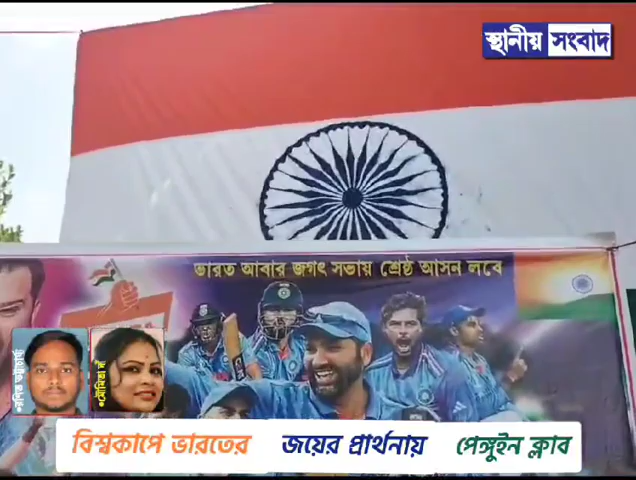 স্থানীয় সংবাদ
ভারত আবার জগৎ সভায় শ্রেষ্ঠ আসন লবে
বিশ্বকাপে ভারতের জয়ের প্রার্থনায় পেঙ্গুইন ক্লাব